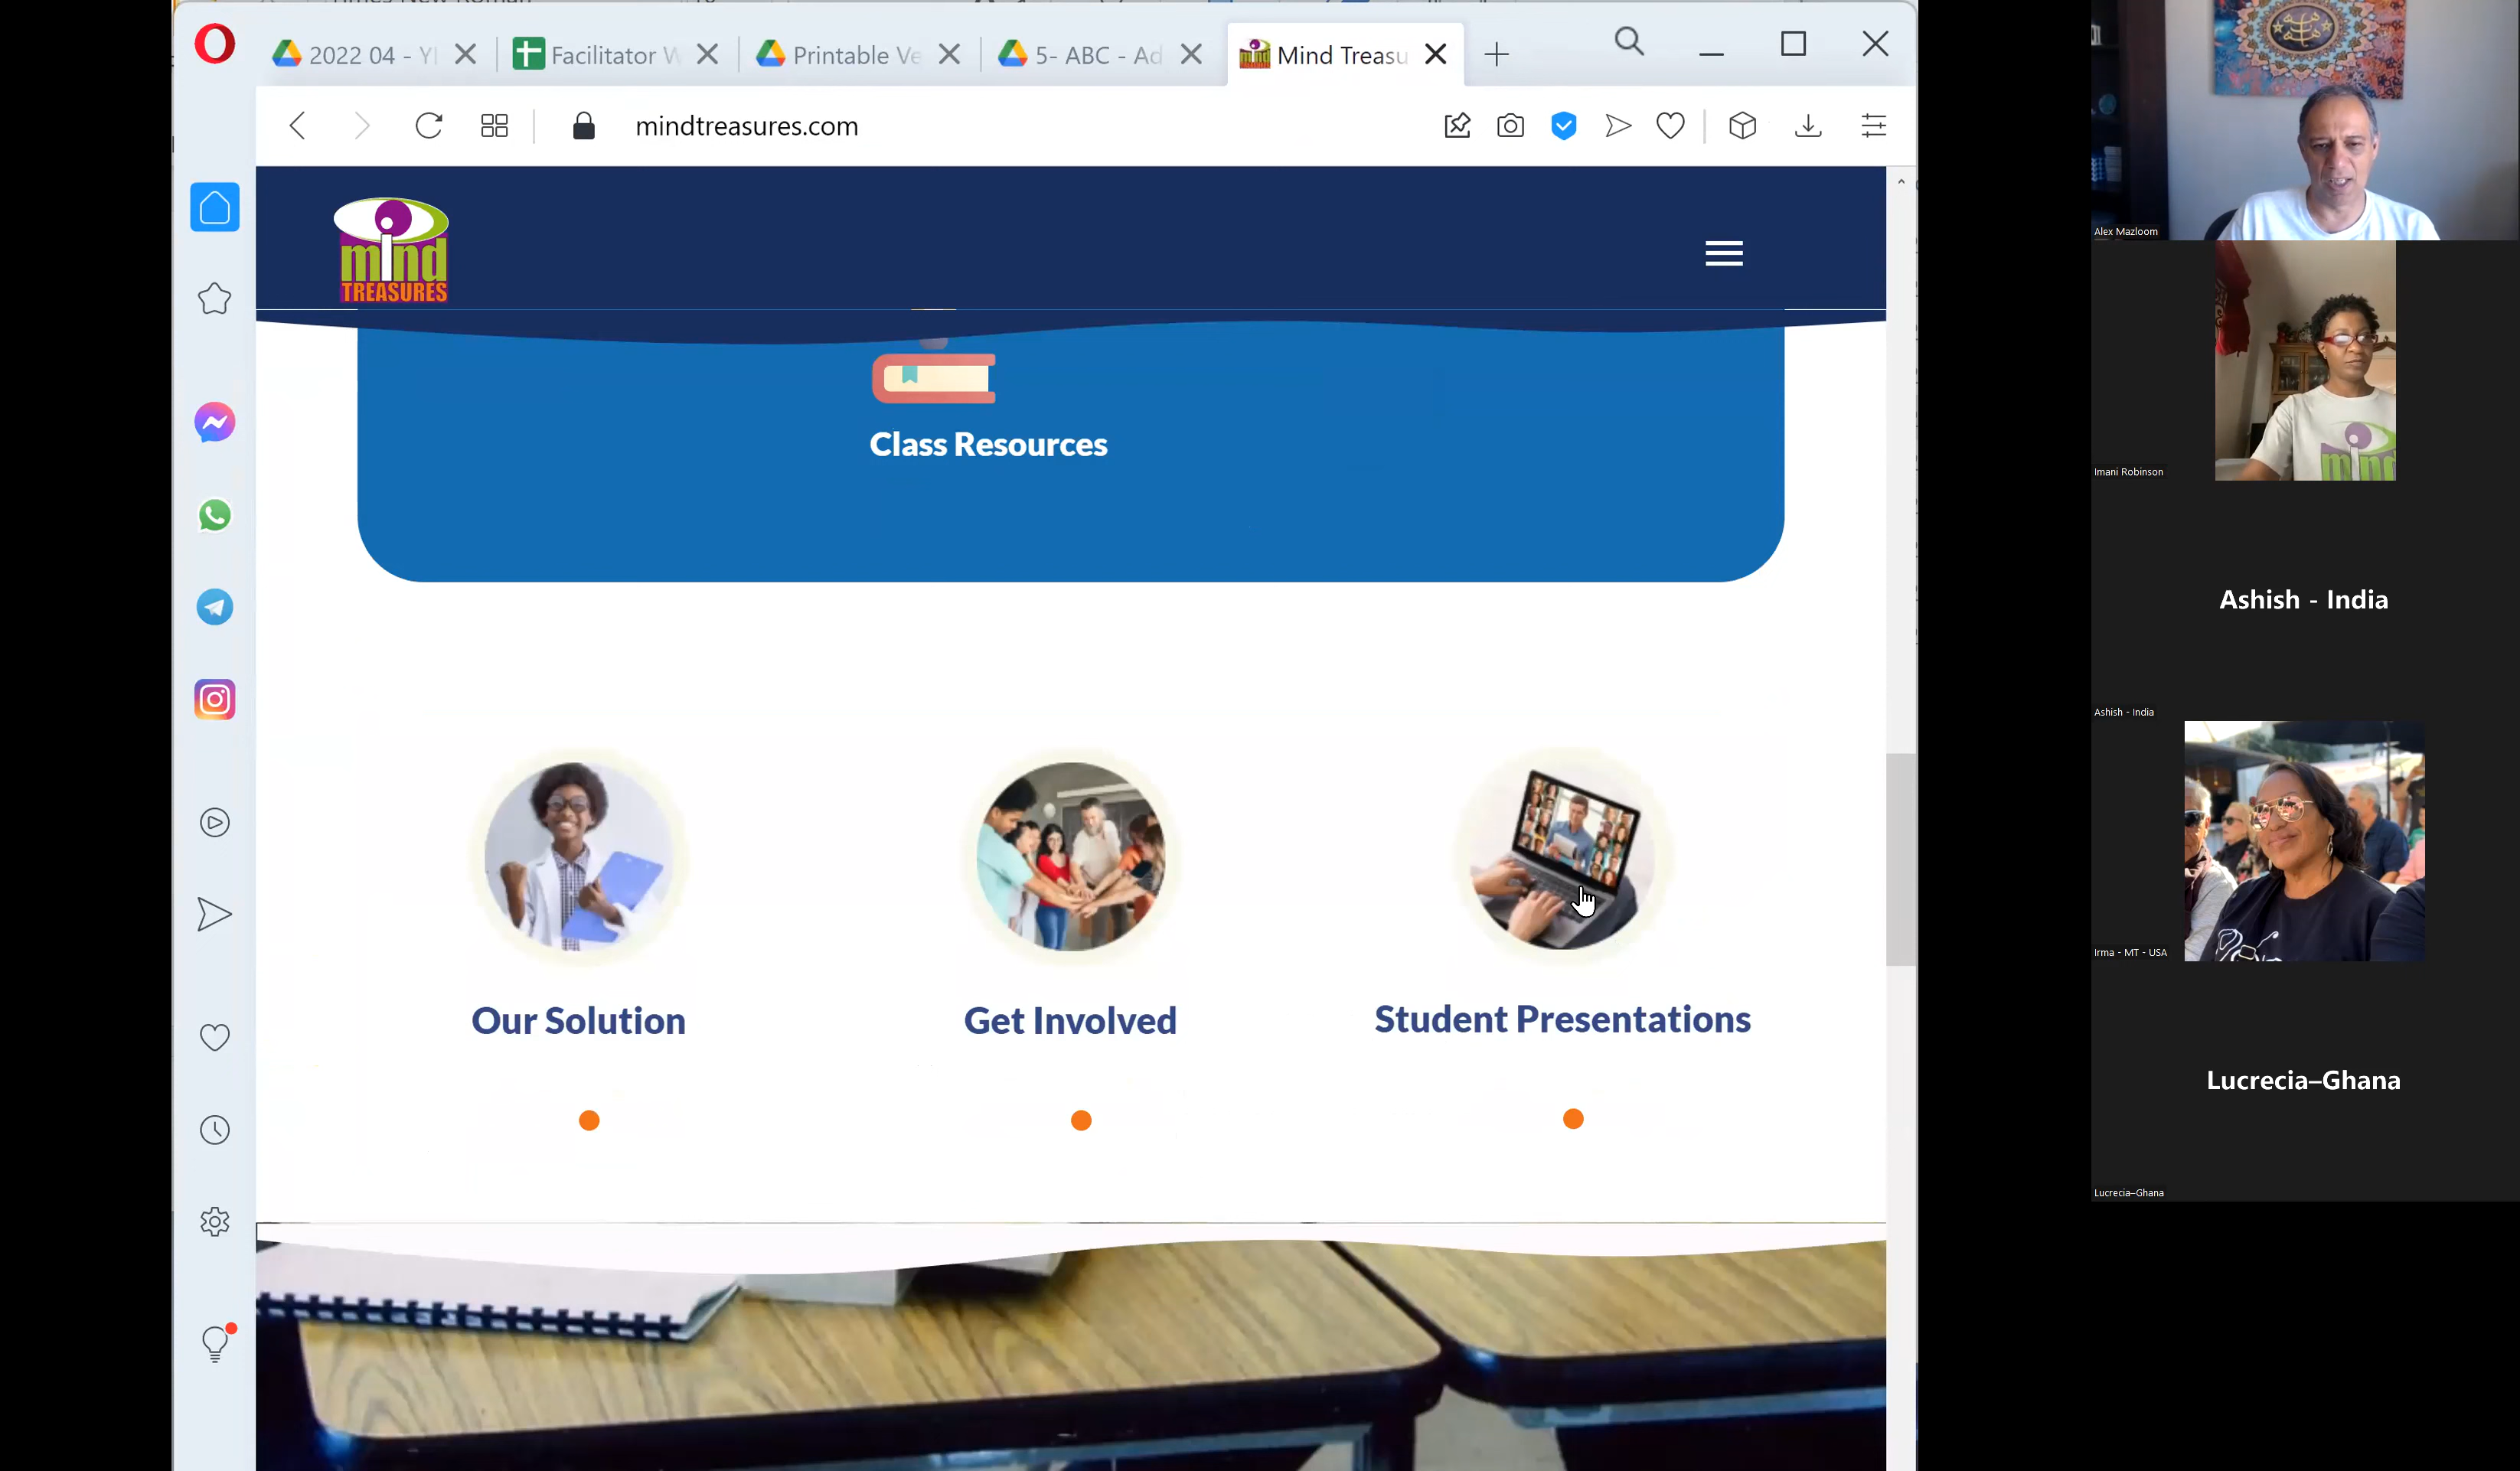 2022 04 - Y
Facilitator W
Printable Ve
5- ABC - Ad
Mind Treasu
mindtreasures.com
mind
TREASURES
Class Resources
Our Solution
Get Involved
Student Presentations
Alex Mazloom
mind
Imani Robinson
Ashish - India
Ashish - India
Irma - MT - USA
Lucrecia–Ghana
Lucrecia–Ghana